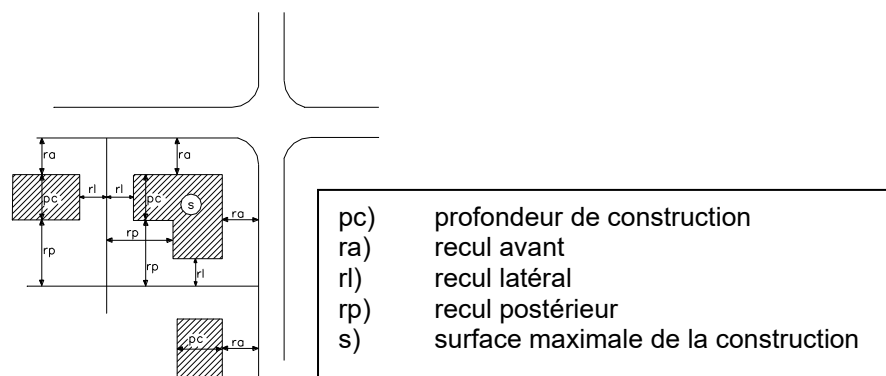 ra
ra
pc
rl
rl
pc
s
ra
rp
rp
rp
rl
pc
ra
pc) profondeur de construction
ra) recul avant
rl) recul latéral
rp) recul postérieur
s) surface maximale de la construction